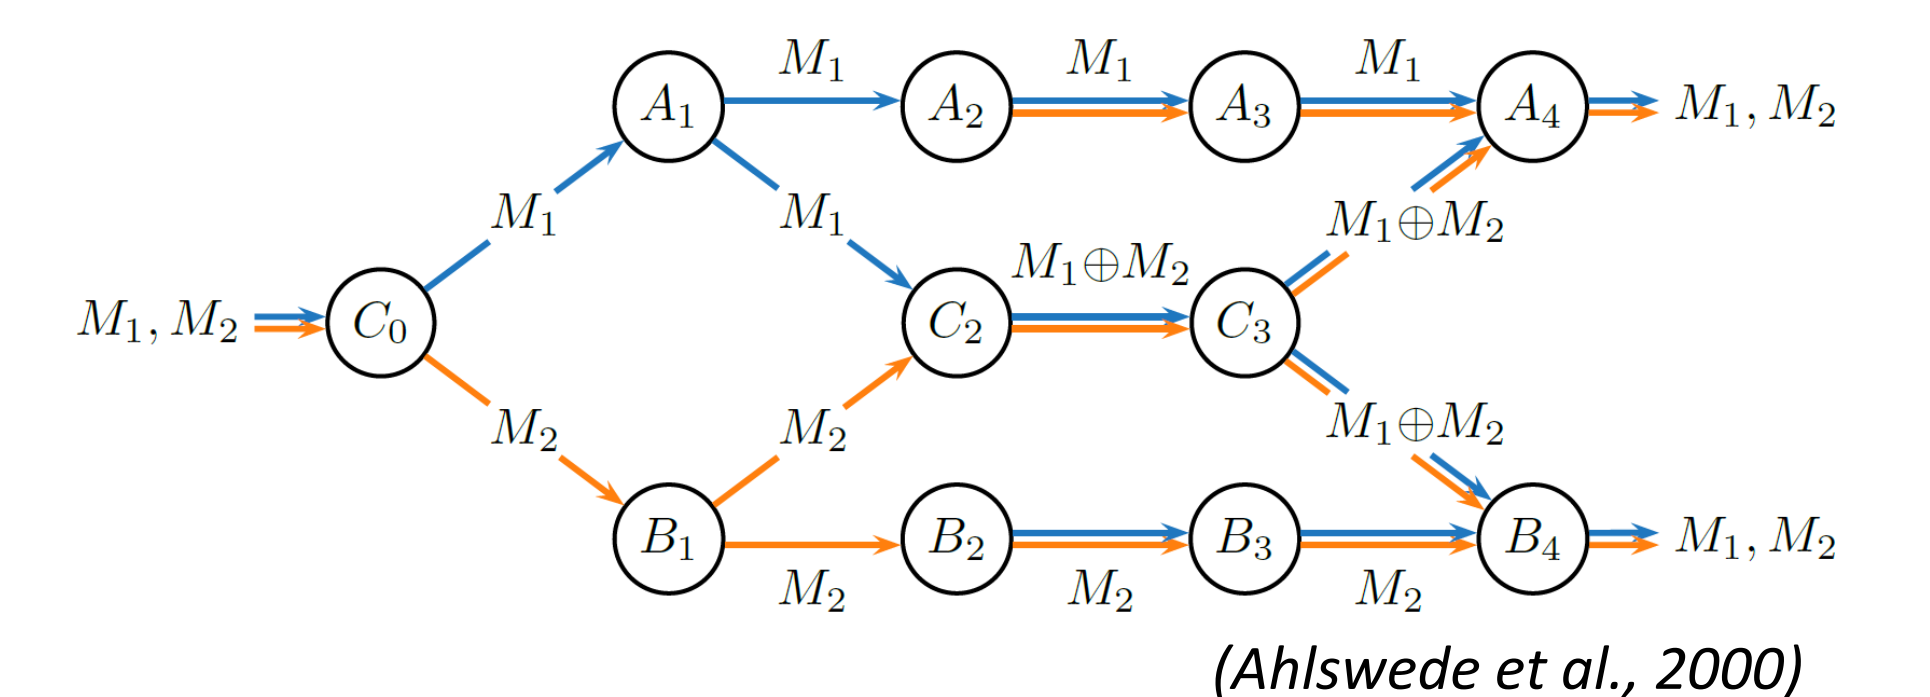 M₁ M₁ M₁
A₁ A₂ A₃ A₄ M₁, M₂
M₁ M₁ M₁⊕M₂
M₁⊕M₂
M₁, M₂ C₀ C₂ C₃
M₂ M₂ M₁⊕M₂
B₁ B₂ B₃ B₄ M₁, M₂
M₂ M₂ M₂
(Ahlswede et al., 2000)